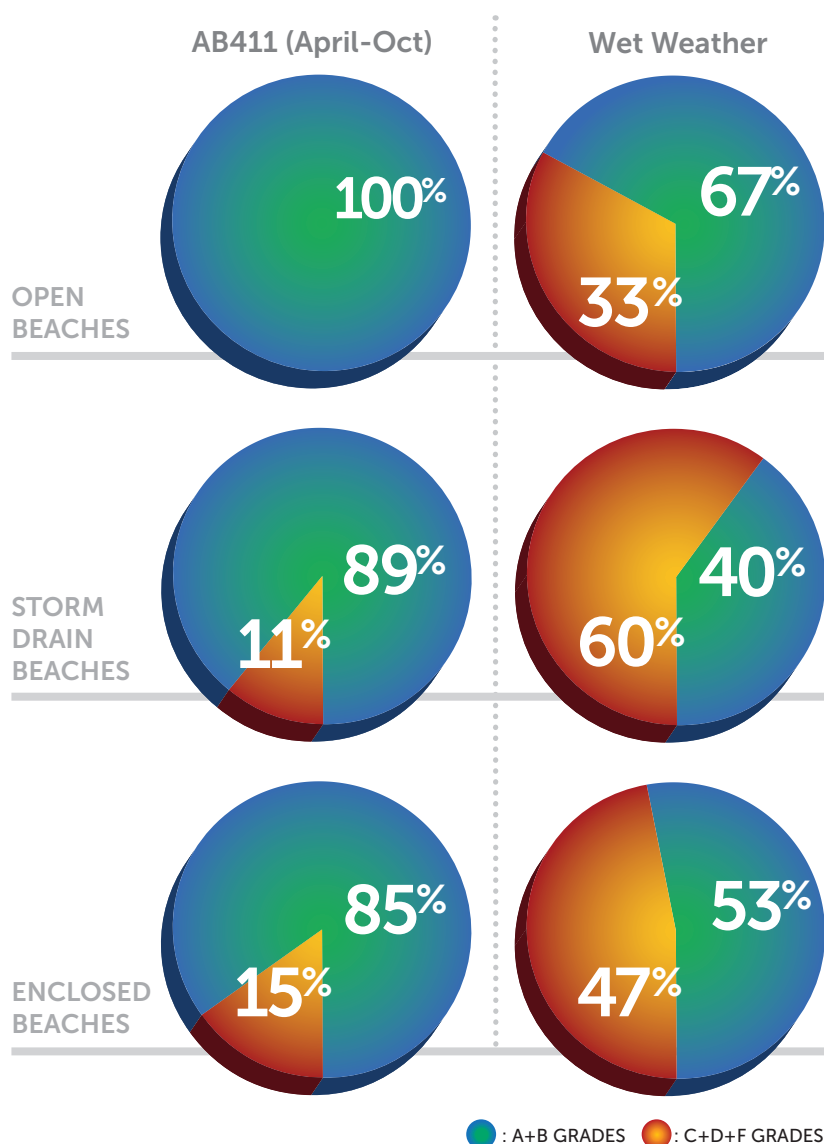 AB411 (April-Oct)
Wet Weather
100%
67%
33%
OPEN
BEACHES
89%
11%
40%
60%
STORM
DRAIN
BEACHES
85%
15%
53%
47%
ENCLOSED
BEACHES
: A+B GRADES
: C+D+F GRADES